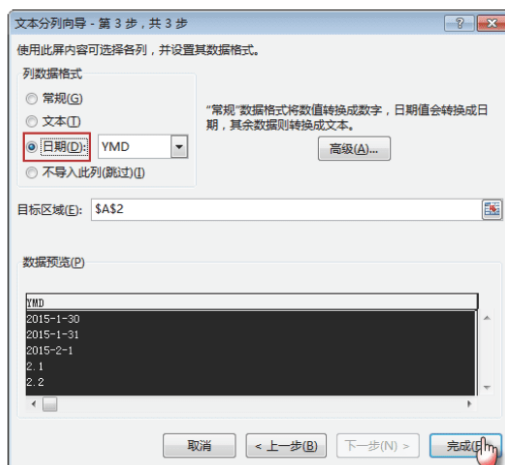 文本分列向导 - 第 3 步，共 3 步
使用此屏内容可选择各列，并设置其数据格式。
列数据格式
常规(G)
文本(T)
日期(D): YMD
不导入此列(跳过)(I)
"常规"数据格式将数值转换成数字，日期值会转换成日
期，其余数据则转换成文本。
高级(A)...
目标区域(E): $A$2
数据预览(P)
YMD
2015-1-30
2015-1-31
2015-2-1
2.1
2.2
取消 < 上一步(B) 下一步(N) > 完成(F)